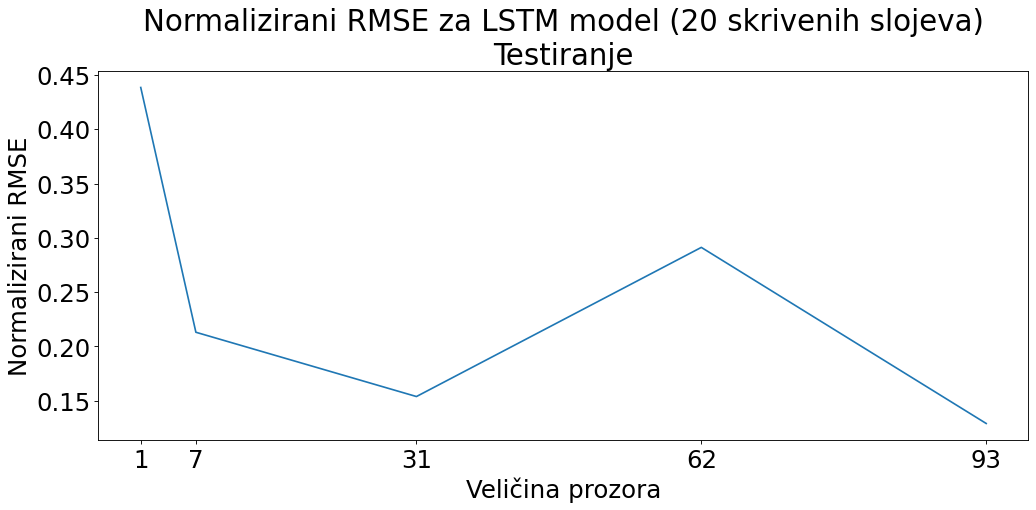 Normalizirani RMSE za LSTM model (20 skrivenih slojeva)
Testiranje
Normalizirani RMSE
0.45
0.40
0.35
0.30
0.25
0.20
0.15
1 7 31 62 93
Veličina prozora